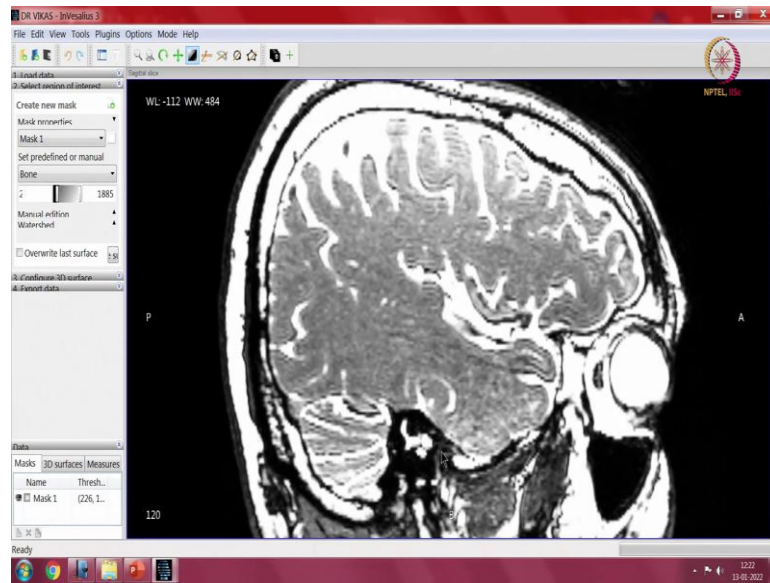 DR VIKAS - InVesalius 3
File Edit View Tools Plugins Options Mode Help
NPTEL, IISc
1. Load data
2. Select region of interest
Sagital slice
Create new mask
Mask properties
Mask 1
Set predefined or manual
Bone
2 1885
Manual edition
Watershed
Overwrite last surface
3. Configure 3D surface
4. Export data
WL: -112 WW: 484
P
A
120
Data
Masks 3D surfaces Measures
Name Thresh..
Mask 1 (226, 1..
Ready
12:22
13-01-2022